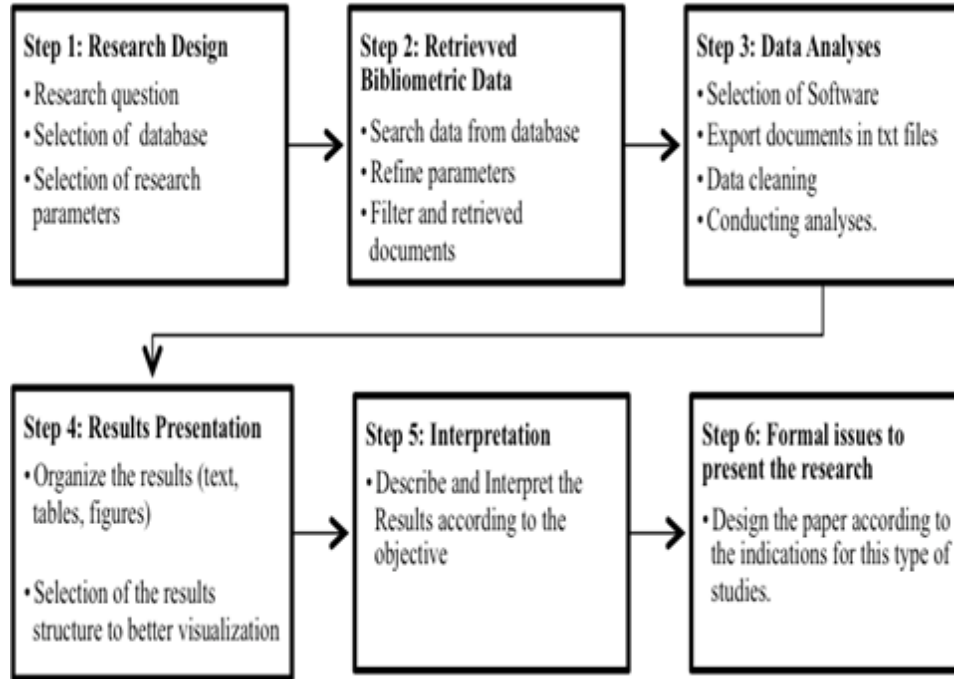 Step 1: Research Design
•Research question
•Selection of database
•Selection of research
parameters
Step 2: Retrievved
Bibliometric Data
•Search data from database
•Refine parameters
•Filter and retrieved
documents
Step 3: Data Analyses
•Selection of Software
•Export documents in txt files
•Data cleaning
•Conducting analyses.
Step 4: Results Presentation
•Organize the results (text,
tables, figures)
•Selection of the results
structure to better visualization
Step 5: Interpretation
•Describe and Interpret the
Results according to the
objective
Step 6: Formal issues to
present the research
•Design the paper according to
the indications for this type of
studies.